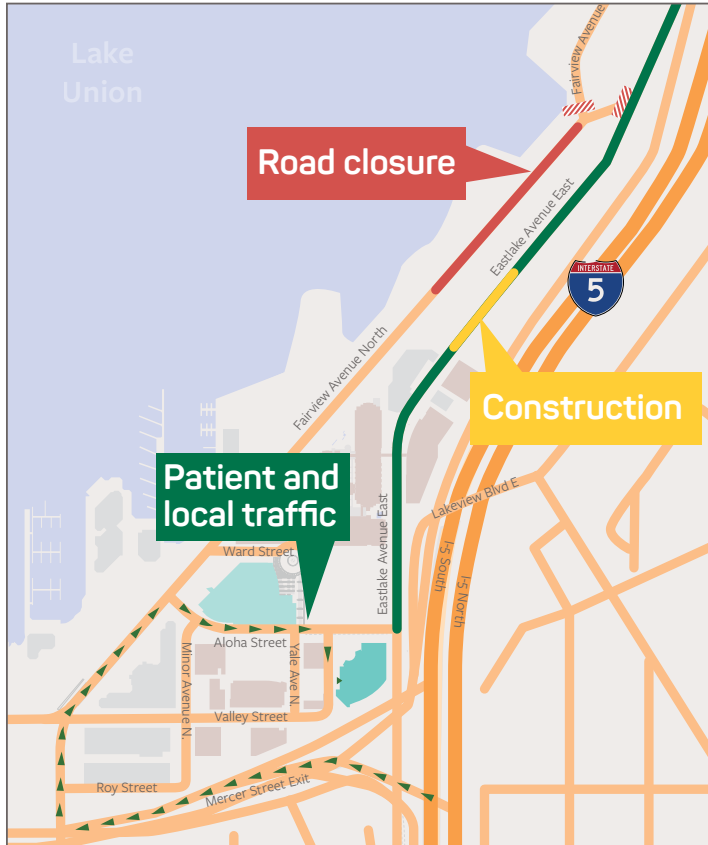 Lake
Union
Fairview Avenue
Road closure
Eastlake Avenue East
INTERSTATE
5
Fairview Avenue North
Construction
Patient and
local traffic
Lakeview Blvd E
Eastlake Avenue East
Ward Street
I-5 South
I-5 North
Aloha Street
Minor Avenue N.
Yale Ave N.
Valley Street
Roy Street
Mercer Street Exit